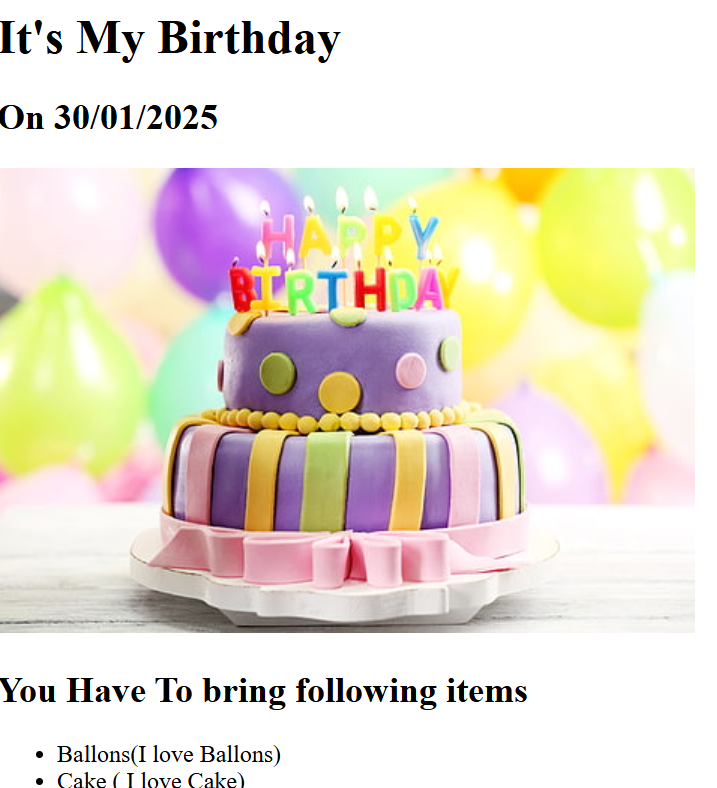 It's My Birthday
On 30/01/2025
HAPPY
BIRTHDAY
You Have To bring following items
Ballons(I love Ballons)
Cake ( I love Cake)